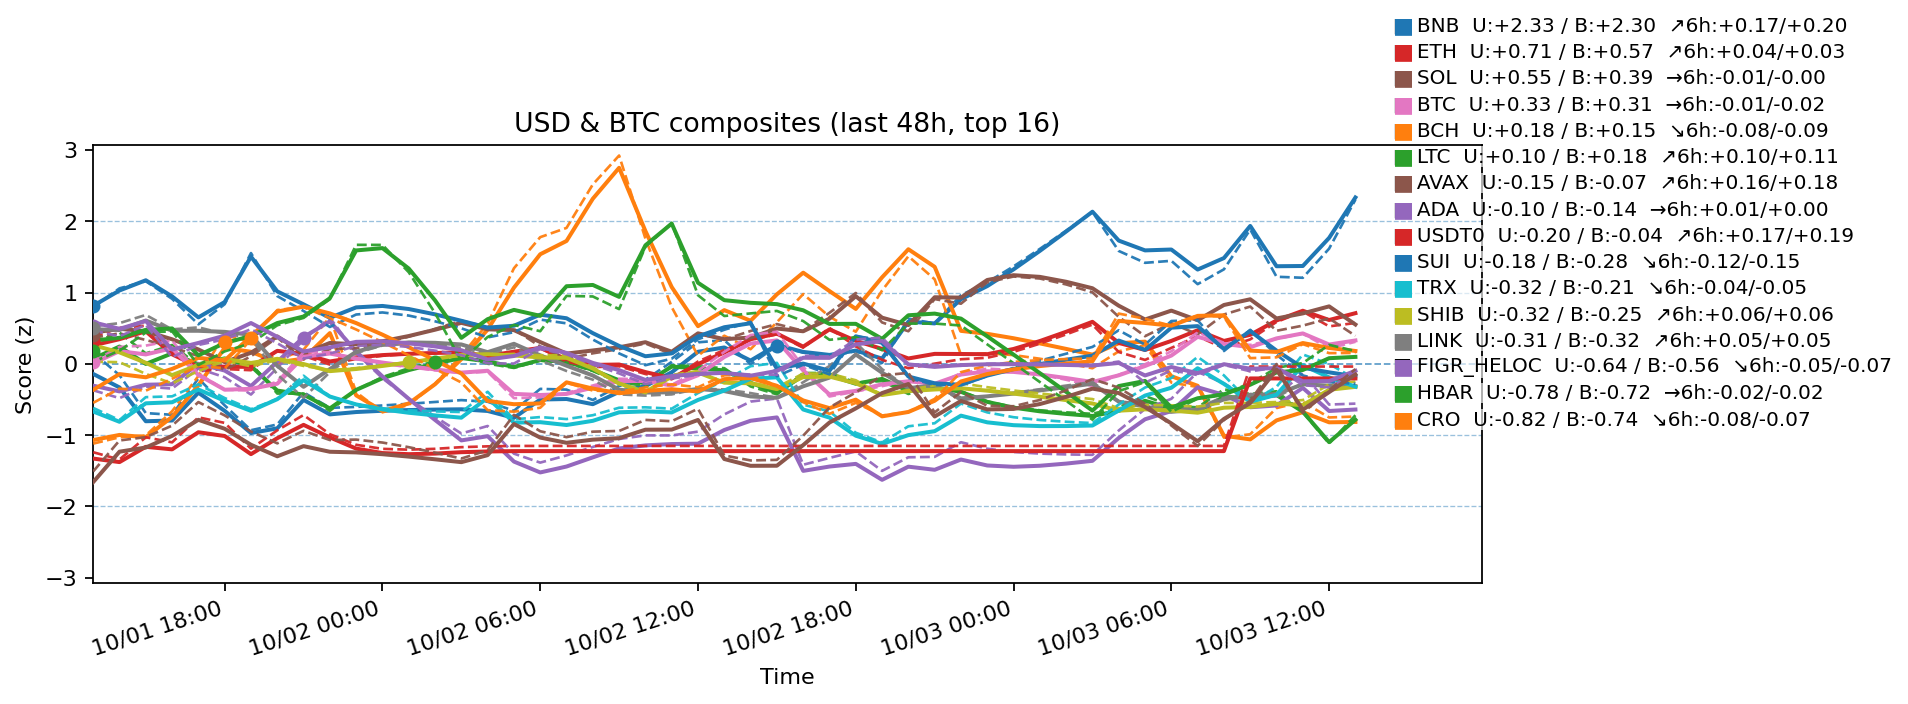 BNB U:+2.33 / B:+2.30 ↗6h:+0.17/+0.20
ETH U:+0.71 / B:+0.57 ↗6h:+0.04/+0.03
SOL U:+0.55 / B:+0.39 →6h:-0.01/-0.00
BTC U:+0.33 / B:+0.31 →6h:-0.01/-0.02
BCH U:+0.18 / B:+0.15 ↘6h:-0.08/-0.09
LTC U:+0.10 / B:+0.18 ↗6h:+0.10/+0.11
AVAX U:-0.15 / B:-0.07 ↗6h:+0.16/+0.18
ADA U:-0.10 / B:-0.14 →6h:+0.01/+0.00
USDT0 U:-0.20 / B:-0.04 ↗6h:+0.17/+0.19
SUI U:-0.18 / B:-0.28 ↘6h:-0.12/-0.15
TRX U:-0.32 / B:-0.21 ↘6h:-0.04/-0.05
SHIB U:-0.32 / B:-0.25 ↗6h:+0.06/+0.06
LINK U:-0.31 / B:-0.32 ↗6h:+0.05/+0.05
FIGR_HELOC U:-0.64 / B:-0.56 ↘6h:-0.05/-0.07
HBAR U:-0.78 / B:-0.72 →6h:-0.02/-0.02
CRO U:-0.82 / B:-0.74 ↘6h:-0.08/-0.07
USD & BTC composites (last 48h, top 16)
Score (z)
3
2
1
0
−1
−2
−3
10/01 18:00
10/02 00:00
10/02 06:00
10/02 12:00
10/02 18:00
10/03 00:00
10/03 06:00
10/03 12:00
Time